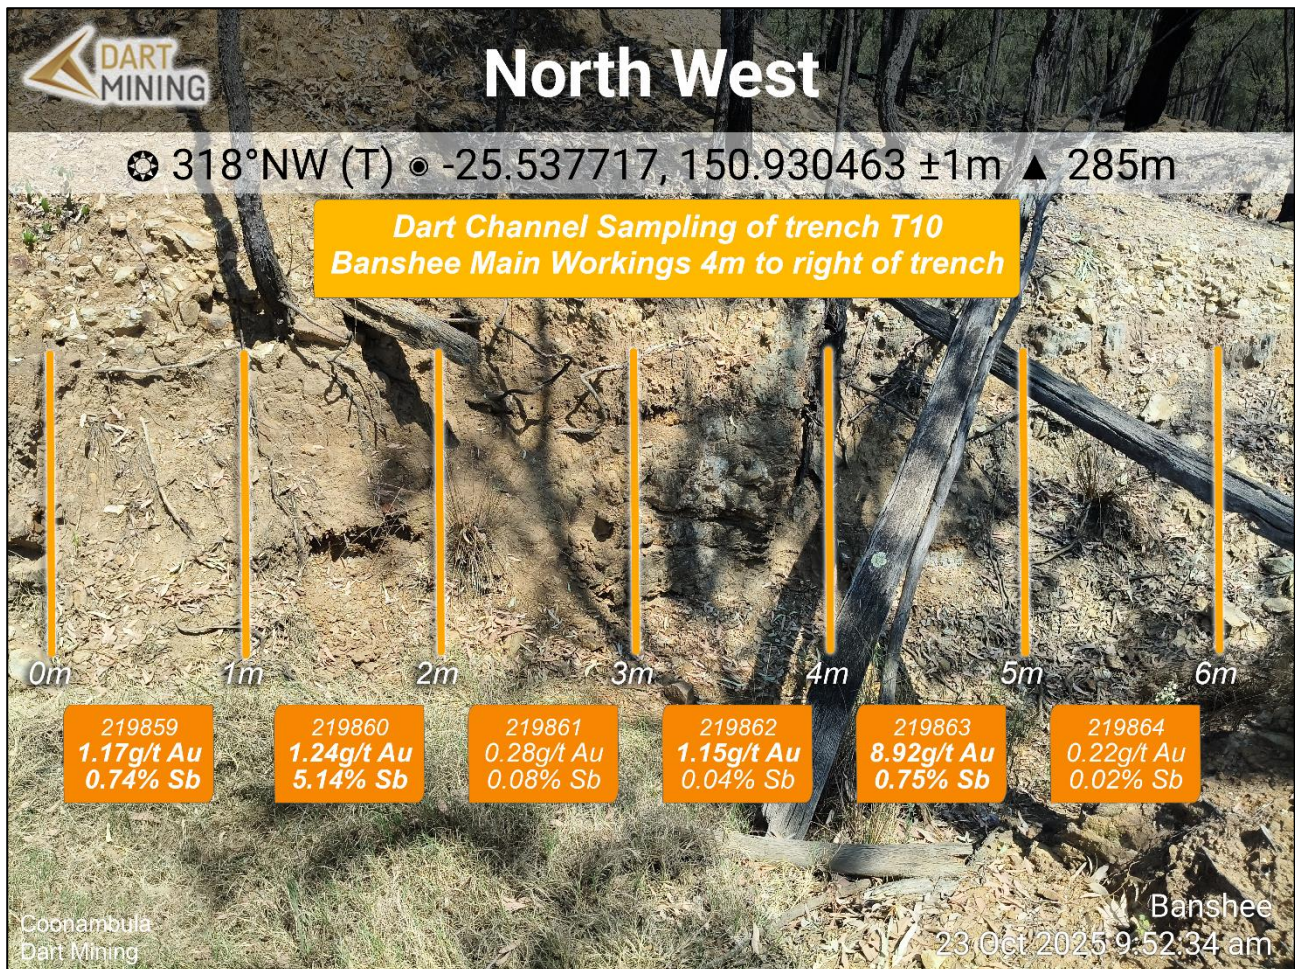 DART
MINING
North West
318°NW (T) ◉ -25.537717, 150.930463 ±1m ▲ 285m
Dart Channel Sampling of trench T10
Banshee Main Workings 4m to right of trench
0m 1m 2m 3m 4m 5m 6m
219859
1.17g/t Au
0.74% Sb
219860
1.24g/t Au
5.14% Sb
219861
0.28g/t Au
0.08% Sb
219862
1.15g/t Au
0.04% Sb
219863
8.92g/t Au
0.75% Sb
219864
0.22g/t Au
0.02% Sb
Coonambula
Dart Mining
Banshee
23 Oct 2025 9:52:34 am